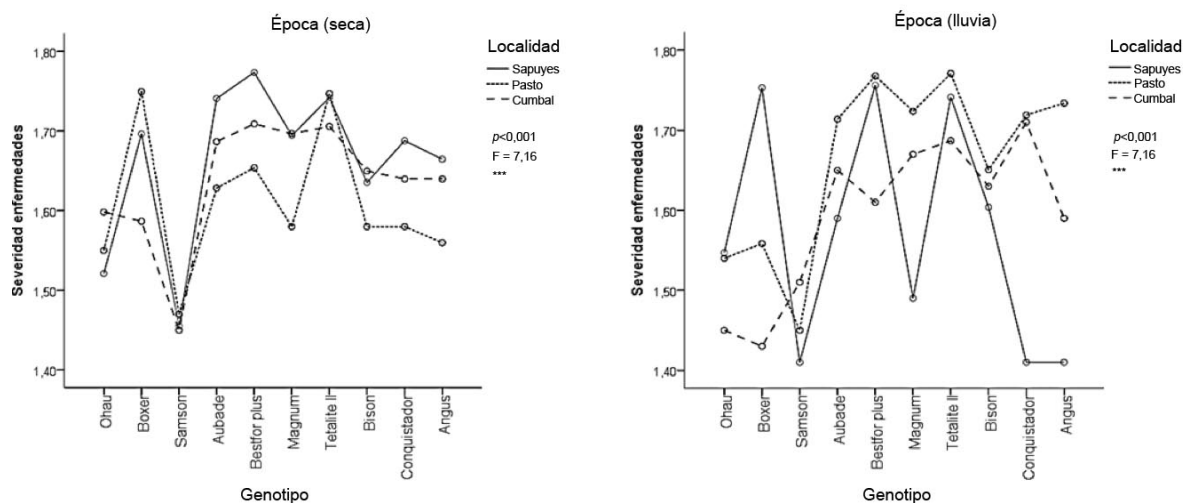 Época (seca)
Localidad
Sapuyes
Pasto
Cumbal
p<0,001
F = 7,16
***
1,80
1,70
1,60
1,50
1,40
Severidad enfermedades
Ohau
Boxer
Samson
Aubade
Bestfor plus
Magnum
Tetalite II
Bison
Conquistador
Angus
Genotipo
Época (lluvia)
Localidad
Sapuyes
Pasto
Cumbal
p<0,001
F = 7,16
***
1,80
1,70
1,60
1,50
1,40
Severidad enfermedades
Ohau
Boxer
Samson
Aubade
Bestfor plus
Magnum
Tetalite II
Bison
Conquistador
Angus
Genotipo